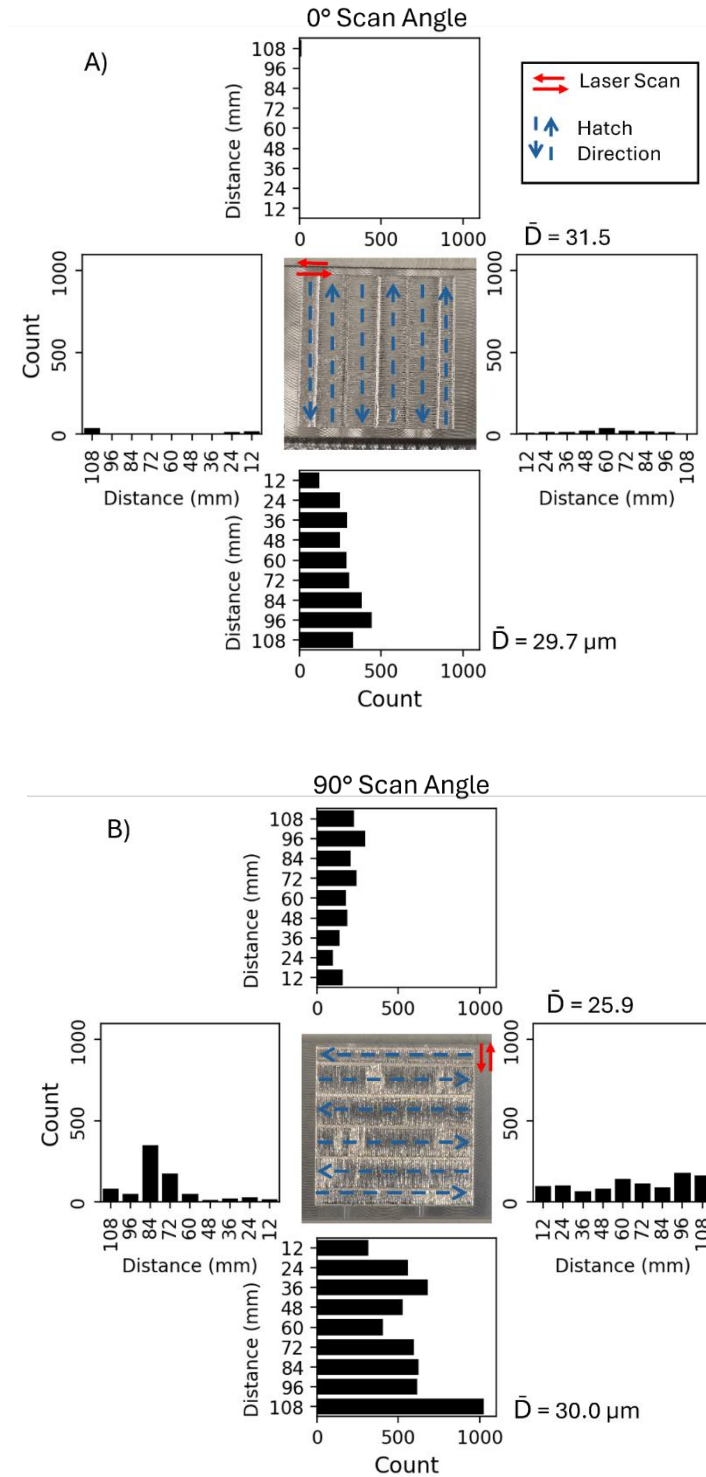 0° Scan Angle
A)
Distance (mm)
108
96
84
72
60
48
36
24
12
0 500 1000
Laser Scan
Hatch
Direction
Count
1000
500
0
108 96 84 72 60 48 36 24 12
Distance (mm)
D̄ = 31.5
1000
500
0
12 24 36 48 60 72 84 96 108
Distance (mm)
Distance (mm)
12
24
36
48
60
72
84
96
108
0 500 1000
Count
D̄ = 29.7 µm
90° Scan Angle
B)
Distance (mm)
108
96
84
72
60
48
36
24
12
0 500 1000
Count
1000
500
0
108 96 84 72 60 48 36 24 12
Distance (mm)
D̄ = 25.9
1000
500
0
12 24 36 48 60 72 84 96 108
Distance (mm)
Distance (mm)
12
24
36
48
60
72
84
96
108
0 500 1000
Count
D̄ = 30.0 µm